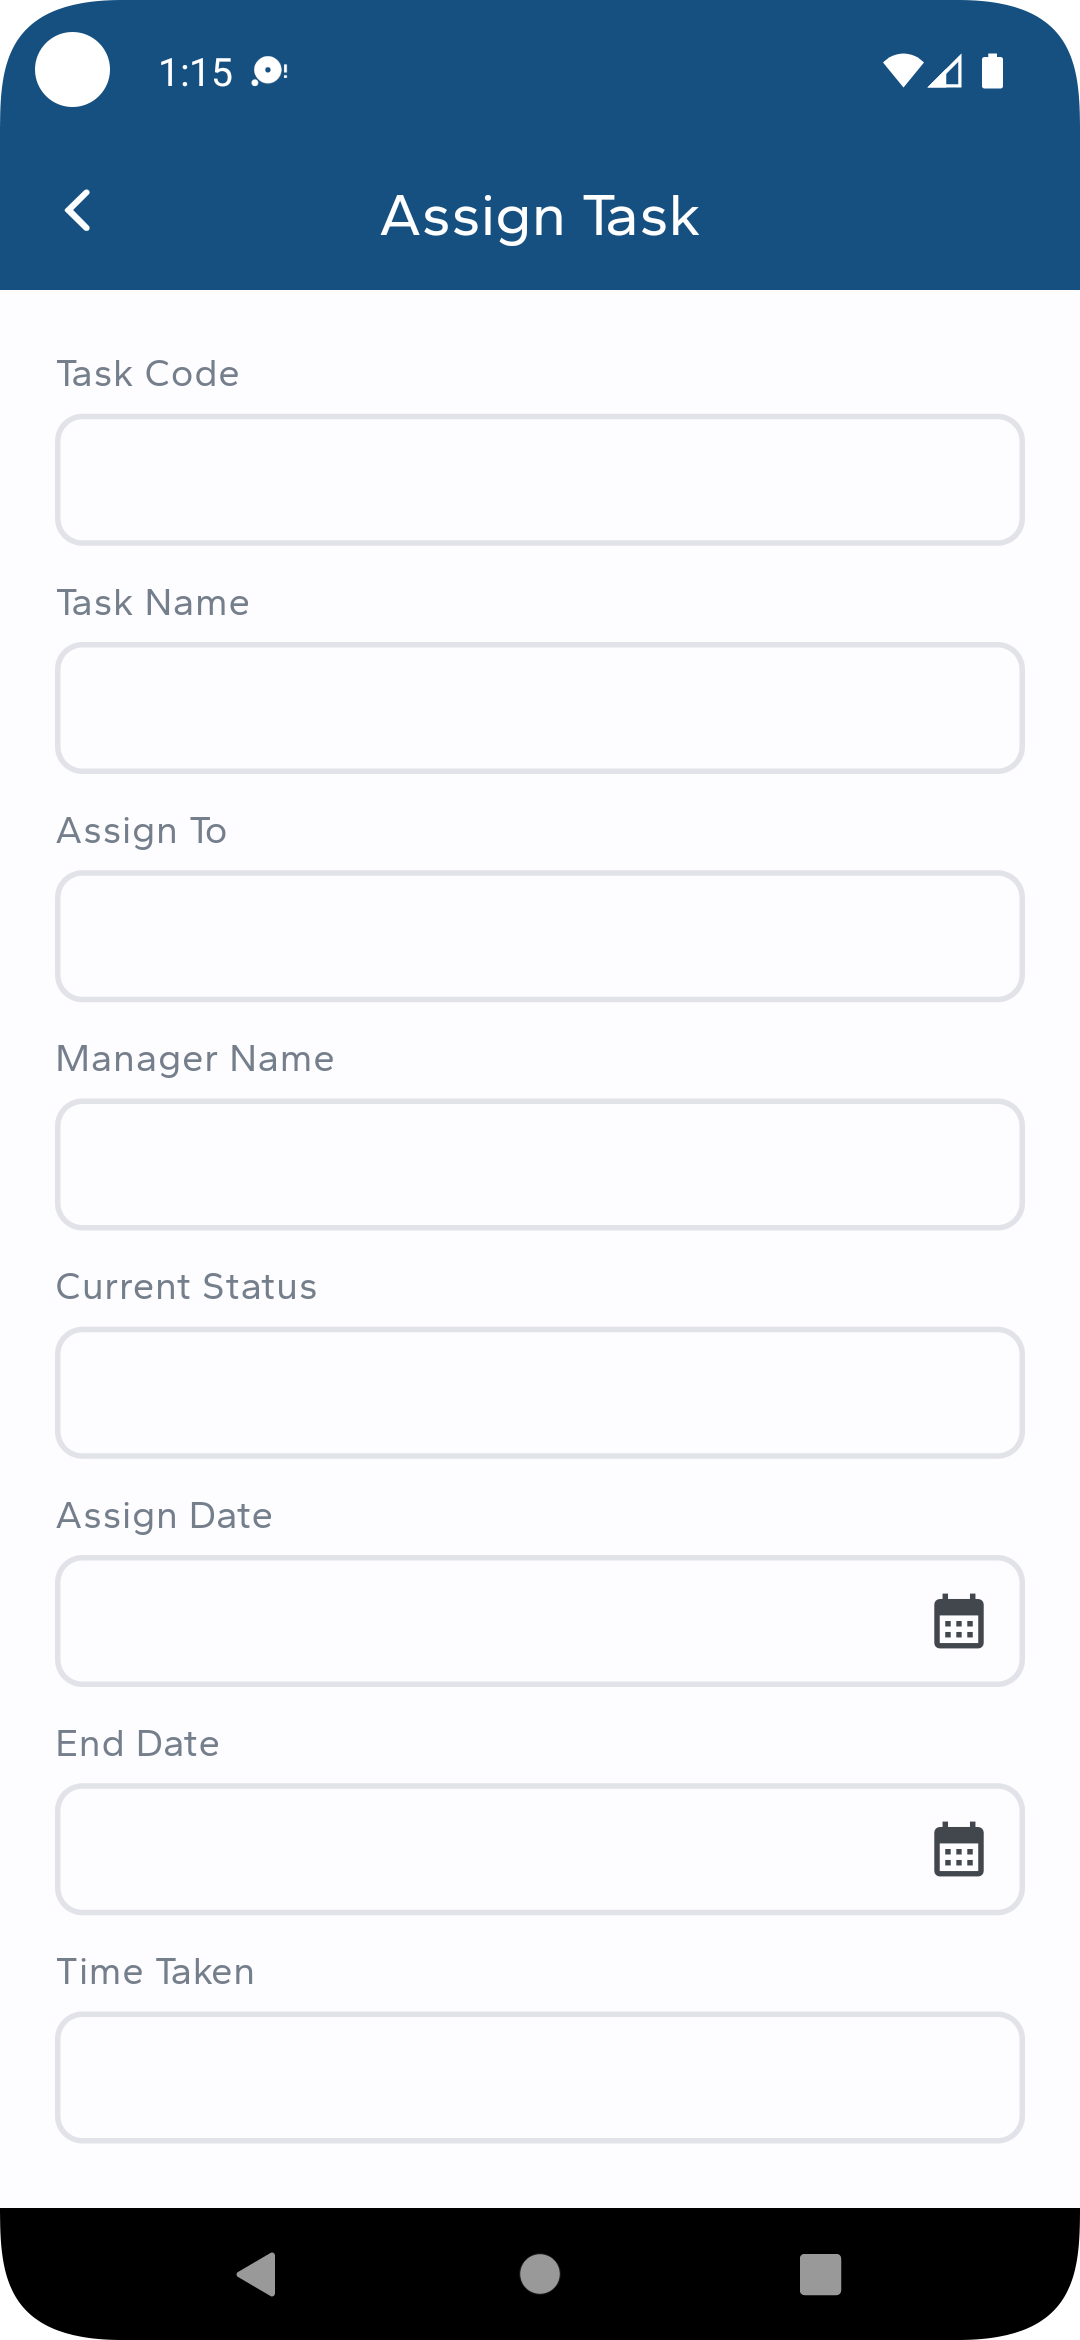 1:15
Assign Task
Task Code
Task Name
Assign To
Manager Name
Current Status
Assign Date
End Date
Time Taken